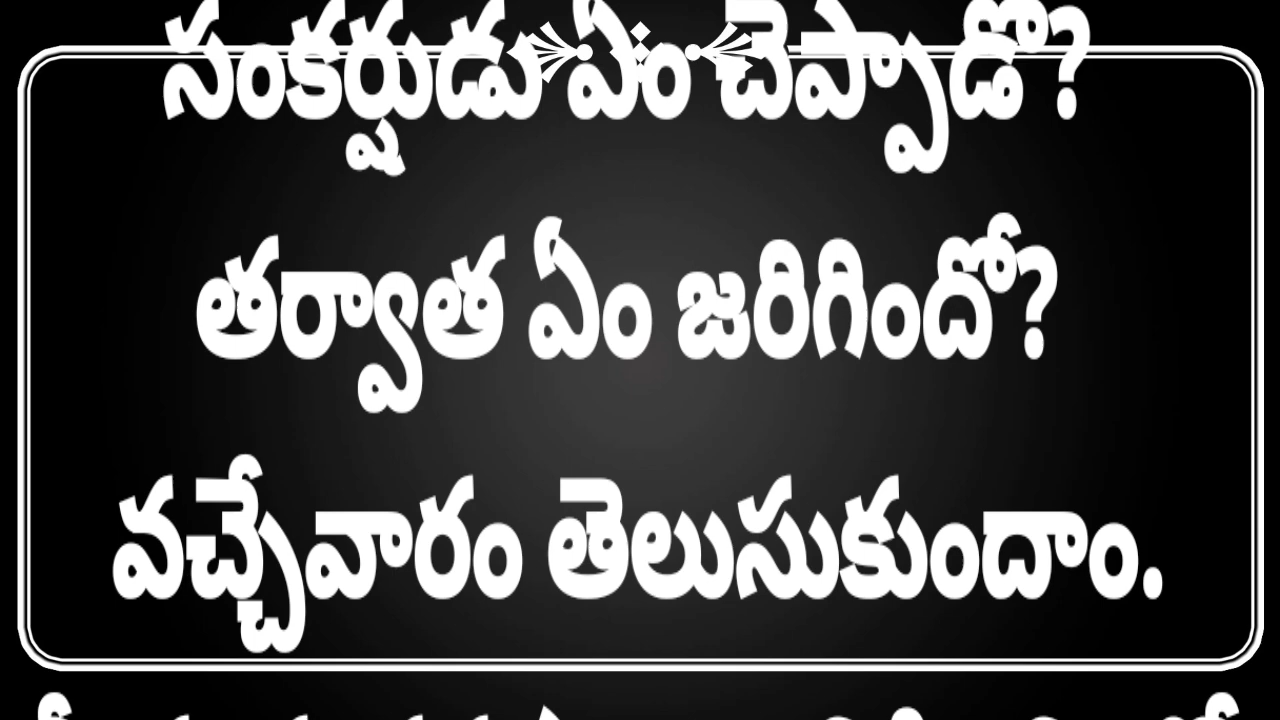 సంకర్షుడు ఏం చెప్పాడో?
తర్వాత ఏం జరిగిందో?
వచ్చేవారం తెలుసుకుందాం.